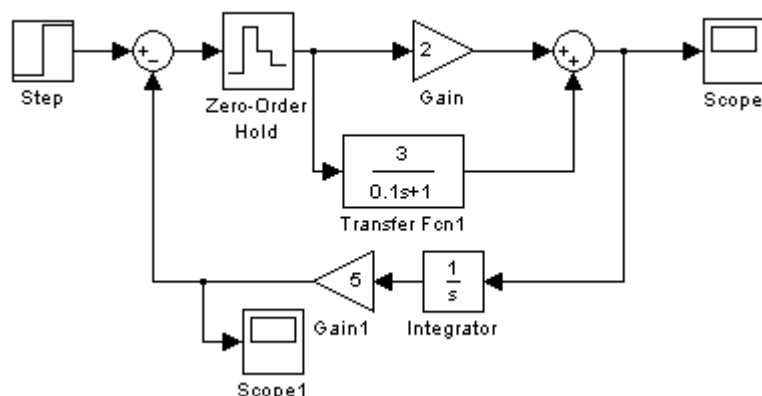 +
−
2
+
+
Step
Zero-Order
Hold
Gain
Scope
3
0.1s+1
Transfer Fcn1
5
1
s
Gain1
Integrator
Scope1